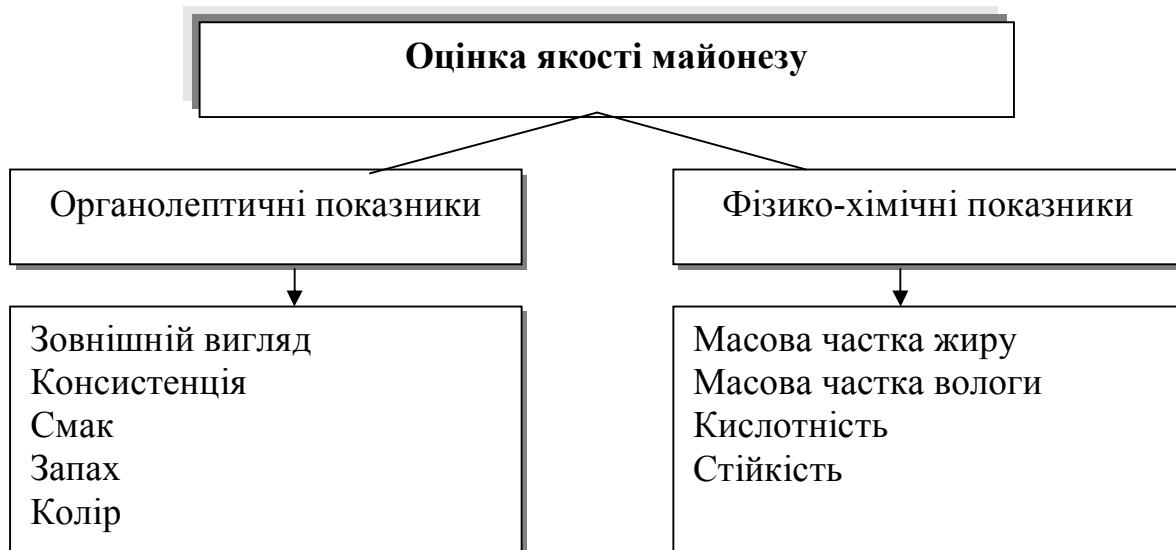 Оцінка якості майонезу
Органолептичні показники
Фізико-хімічні показники
Зовнішній вигляд
Консистенція
Смак
Запах
Колір
Масова частка жиру
Масова частка вологи
Кислотність
Стійкість